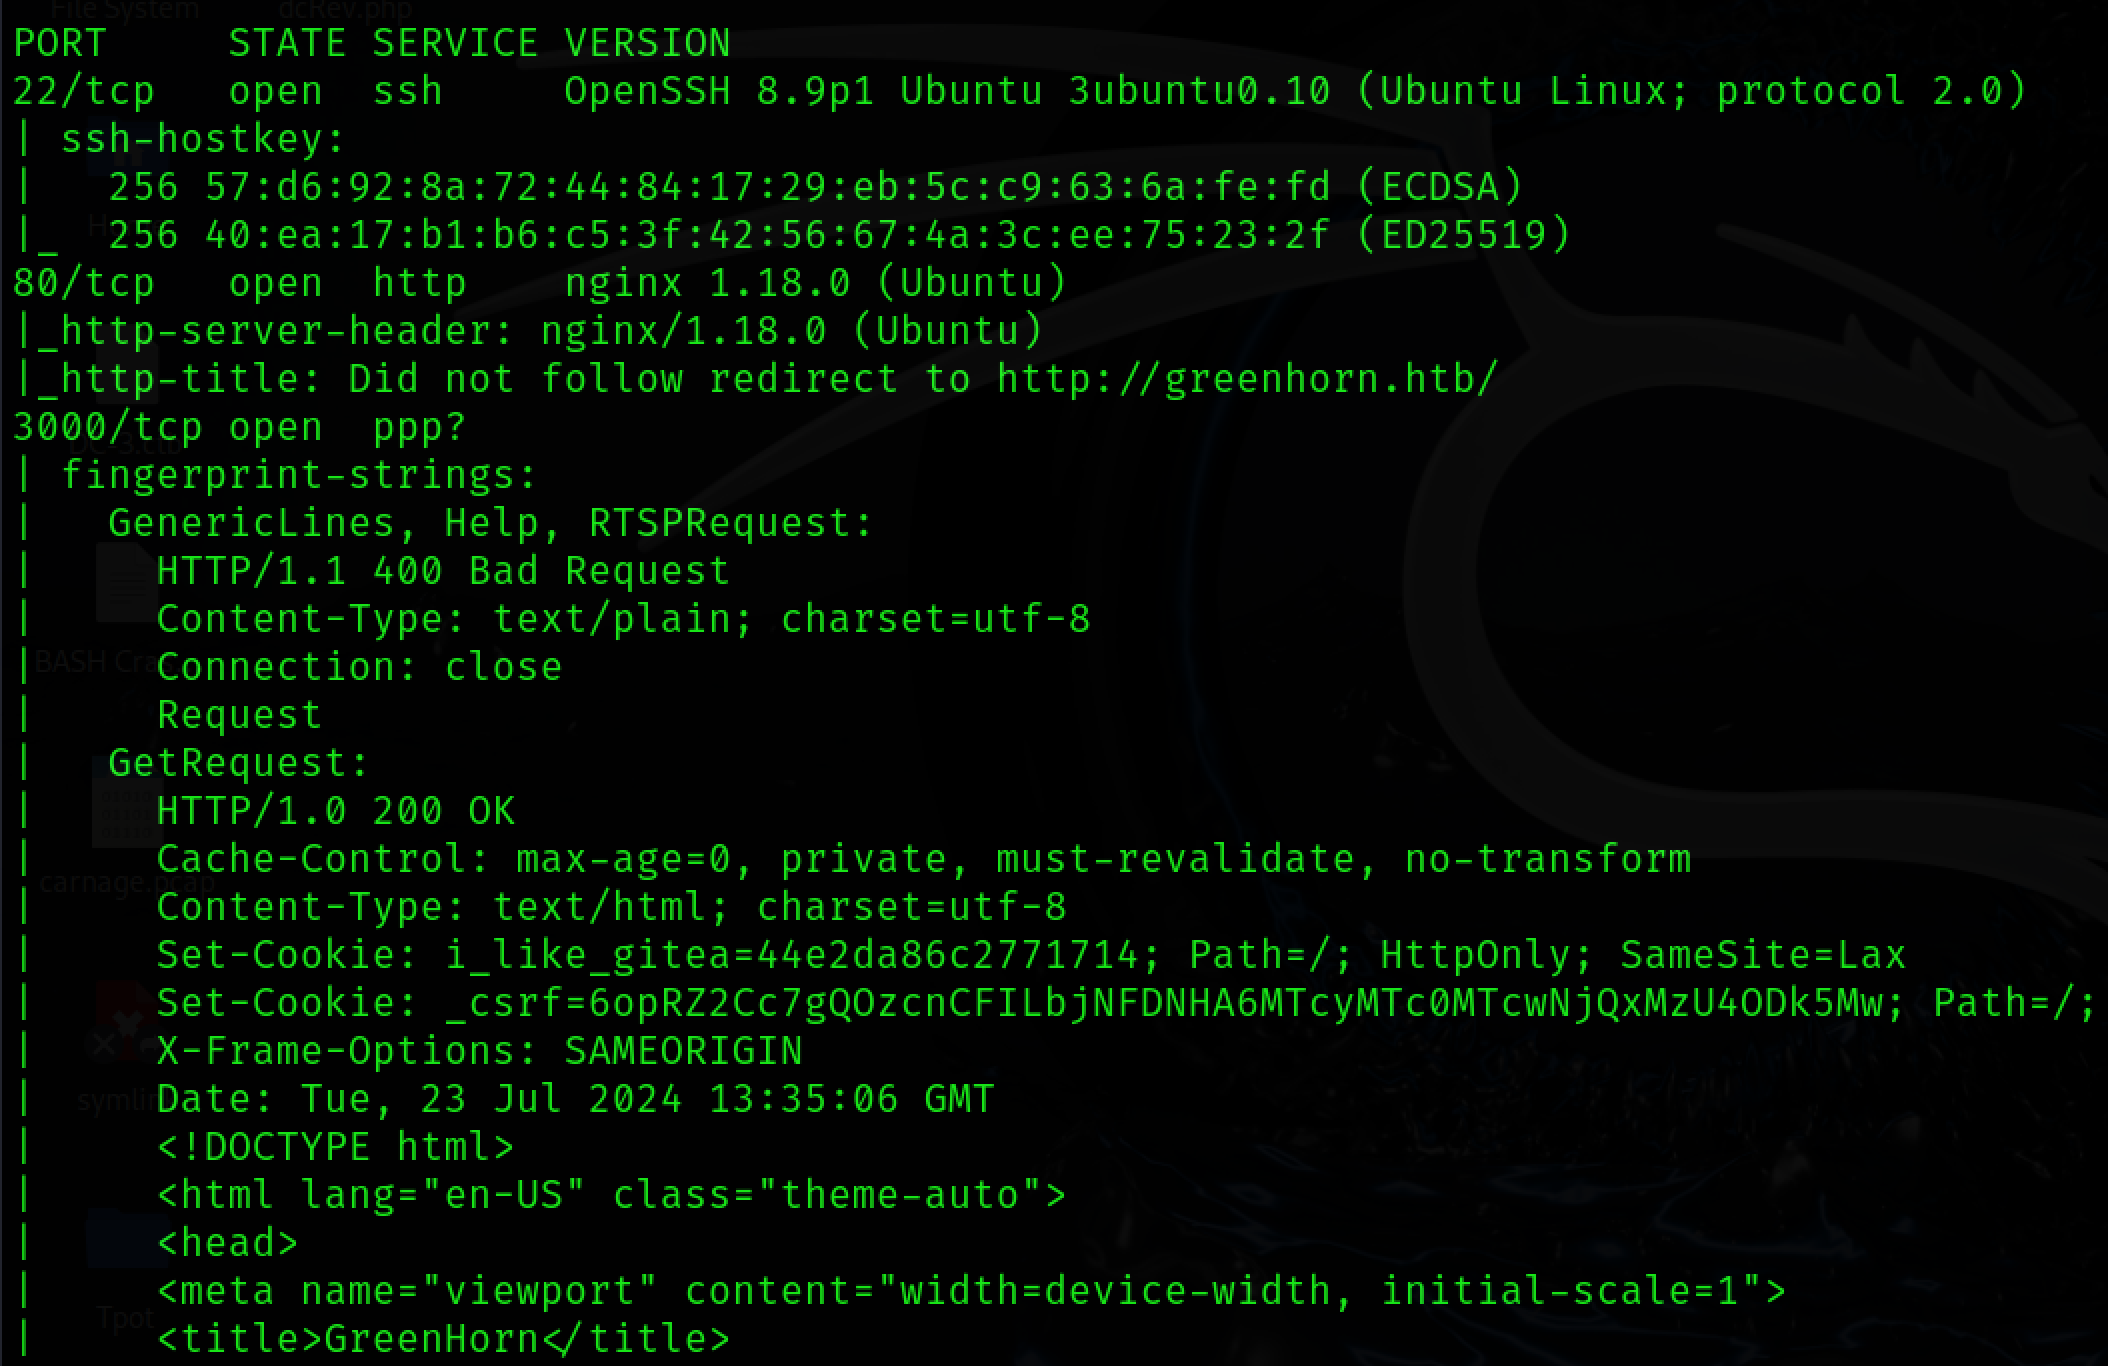 File System dcRev.php
PORT      STATE SERVICE VERSION
22/tcp   open  ssh     OpenSSH 8.9p1 Ubuntu 3ubuntu0.10 (Ubuntu Linux; protocol 2.0)
| ssh-hostkey:
|   256 57:d6:92:8a:72:44:84:17:29:eb:5c:c9:63:6a:fe:fd (ECDSA)
|_  256 40:ea:17:b1:b6:c5:3f:42:56:67:4a:3c:ee:75:23:2f (ED25519)
80/tcp   open  http    nginx 1.18.0 (Ubuntu)
|_http-server-header: nginx/1.18.0 (Ubuntu)
|_http-title: Did not follow redirect to http://greenhorn.htb/
3000/tcp open  ppp?
| fingerprint-strings:
|   GenericLines, Help, RTSPRequest:
|     HTTP/1.1 400 Bad Request
|     Content-Type: text/plain; charset=utf-8
BASH
|     Connection: close
|     Request
|   GetRequest:
|     HTTP/1.0 200 OK
|     Cache-Control: max-age=0, private, must-revalidate, no-transform
carnage.pcap
|     Content-Type: text/html; charset=utf-8
|     Set-Cookie: i_like_gitea=44e2da86c2771714; Path=/; HttpOnly; SameSite=Lax
|     Set-Cookie: _csrf=6opRZ2Cc7gQOzcnCFILbjNFDNHA6MTcyMTc0MTcwNjQxMzU4ODk5Mw; Path=/;
|     X-Frame-Options: SAMEORIGIN
|     Date: Tue, 23 Jul 2024 13:35:06 GMT
|     <!DOCTYPE html>
|     <html lang="en-US" class="theme-auto">
|     <head>
|     <meta name="viewport" content="width=device-width, initial-scale=1">
Tpot
|     <title>GreenHorn</title>